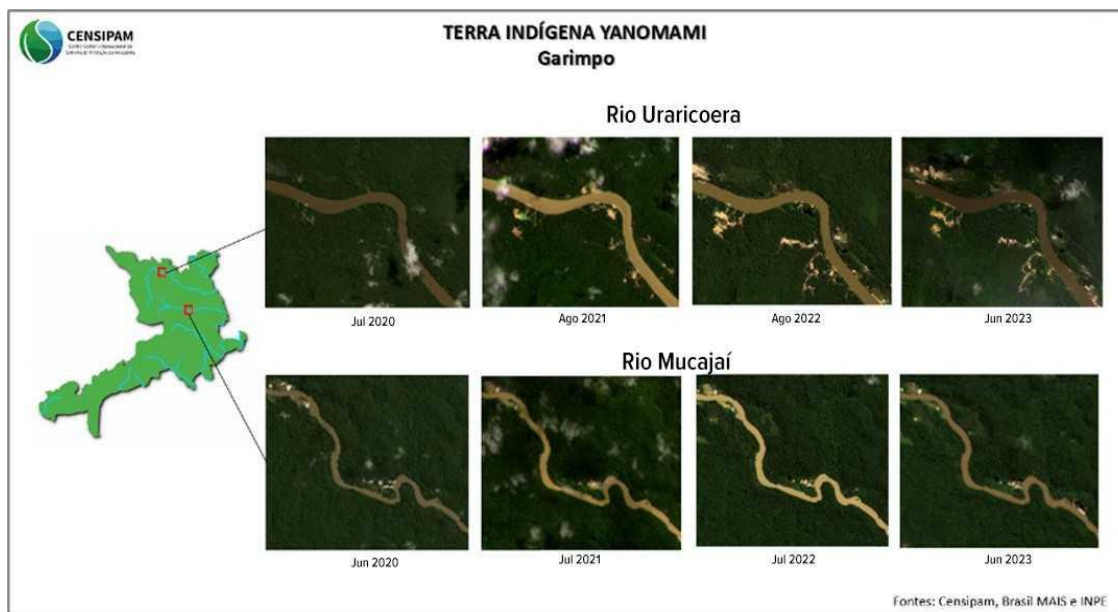 CENSIPAM
TERRA INDÍGENA YANOMAMI
Garimpo
Rio Uraricoera
Jul 2020
Ago 2021
Ago 2022
Jun 2023
Rio Mucajaí
Jun 2020
Jul 2021
Jul 2022
Jun 2023
Fontes: Censipam, Brasil MAIS e INPE